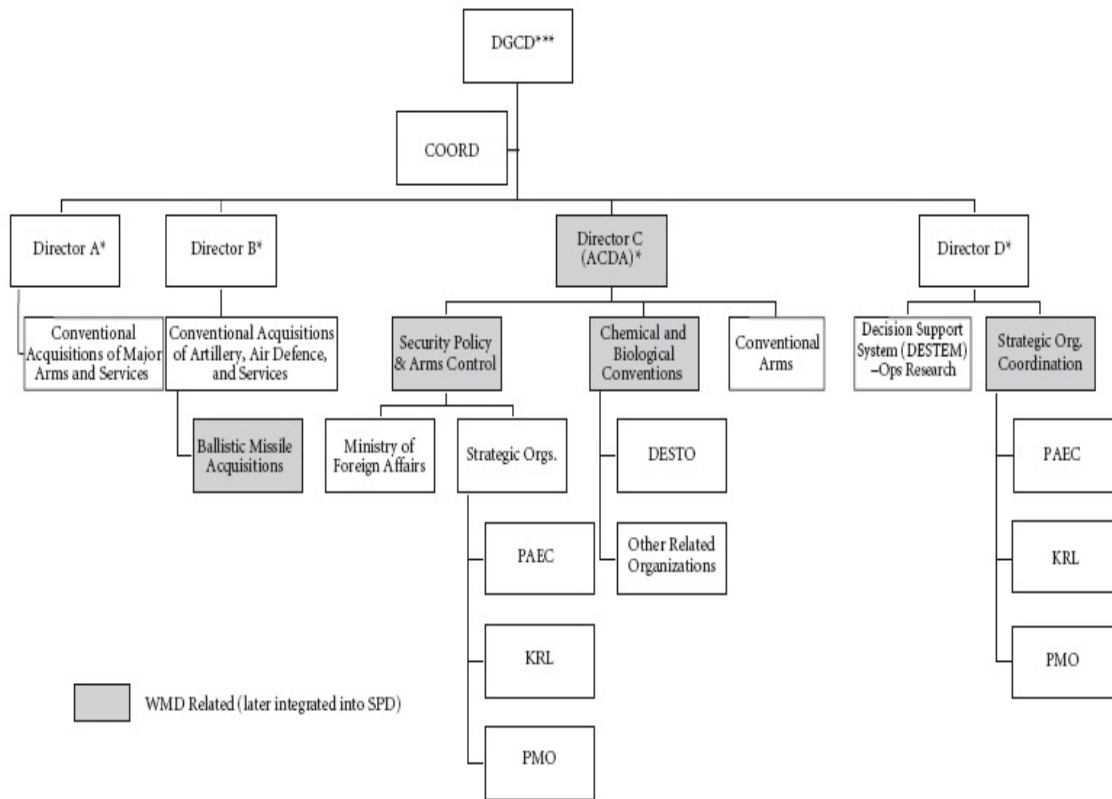 DGCD***
COORD
Director A*
Director B*
Director C
(ACDA)*
Director D*
Conventional
Acquisitions of Major
Arms and Services
Conventional Acquisitions
of Artillery, Air Defence,
and Services
Security Policy
& Arms Control
Chemical and
Biological
Conventions
Conventional
Arms
Decision Support
System (DESTEM)
–Ops Research
Strategic Org.
Coordination
Ballistic Missile
Acquisitions
Ministry of
Foreign Affairs
Strategic Orgs.
DESTO
PAEC
PAEC
Other Related
Organizations
KRL
KRL
PMO
WMD Related (later integrated into SPD)
PMO